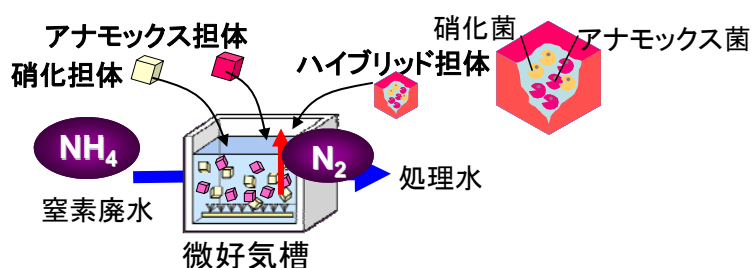 アナモックス担体
硝化担体
ハイブリッド担体
硝化菌
アナモックス菌
NH₄
N₂
窒素廃水
処理水
微好気槽